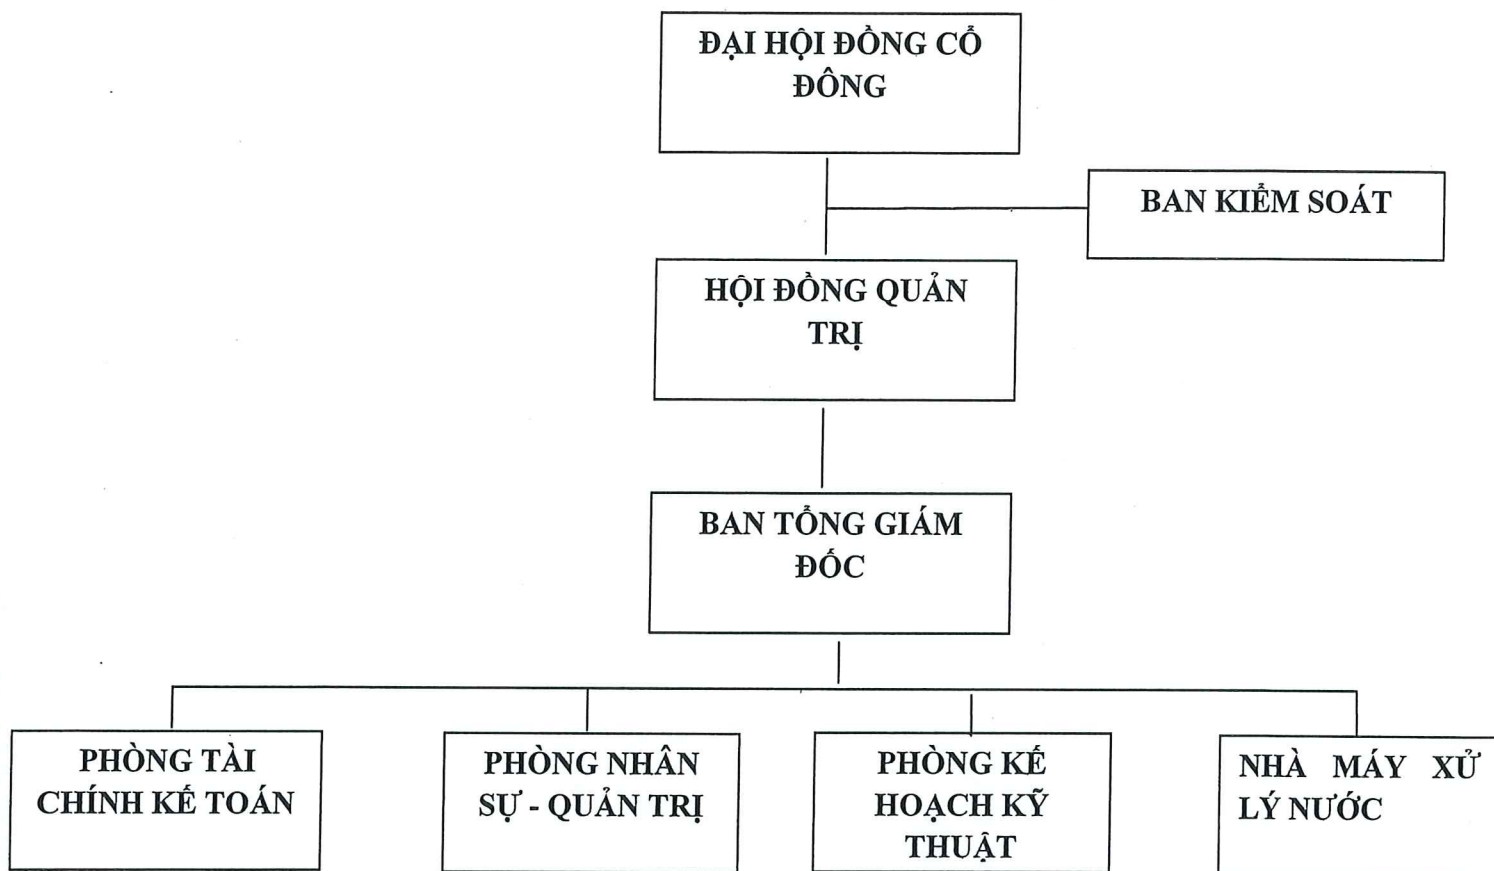 ĐẠI HỘI ĐỒNG CỔ
ĐÔNG
BAN KIỂM SOÁT
HỘI ĐỒNG QUẢN
TRỊ
BAN TỔNG GIÁM
ĐỐC
PHÒNG TÀI
CHÍNH KẾ TOÁN
PHÒNG NHÂN
SỰ - QUẢN TRỊ
PHÒNG KẾ
HOẠCH KỸ
THUẬT
NHÀ MÁY XỬ
LÝ NƯỚC